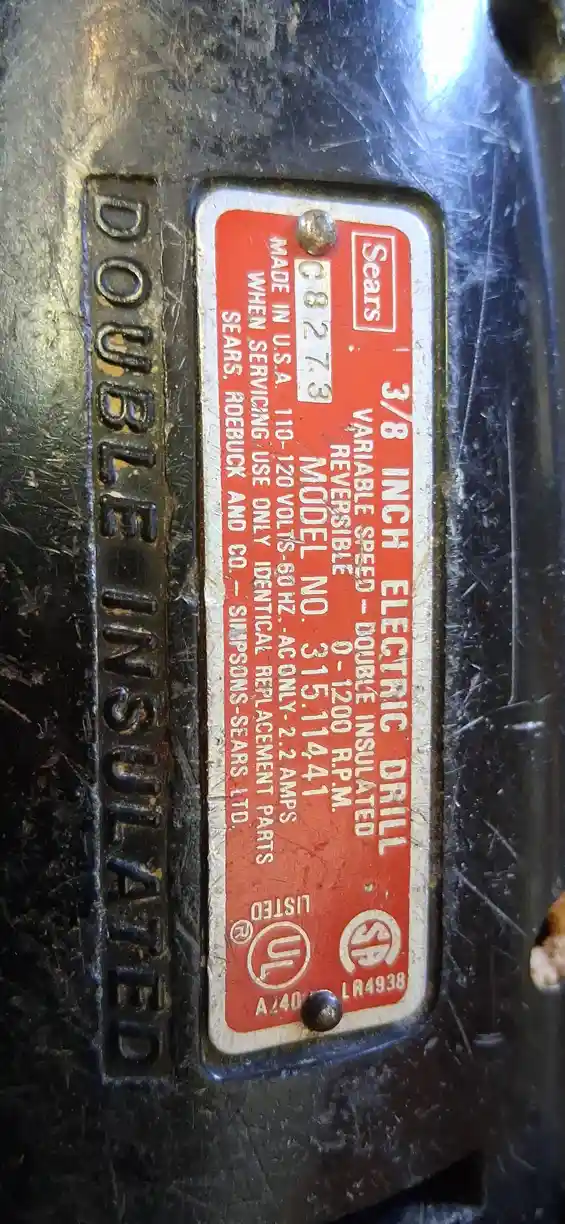 Sears
3/8 INCH ELECTRIC DRILL
VARIABLE SPEED - DOUBLE INSULATED
REVERSIBLE 0-1200 R.P.M.
C8273 MODEL NO. 315.11441
MADE IN U.S.A. 110-120 VOLTS-60 HZ. AC ONLY-2.2 AMPS
WHEN SERVICING USE ONLY IDENTICAL REPLACEMENT PARTS
SEARS, ROEBUCK AND CO.- SIMPSONS-SEARS LTD.
LR4938
LISTED
UL
®
DOUBLE INSULATED